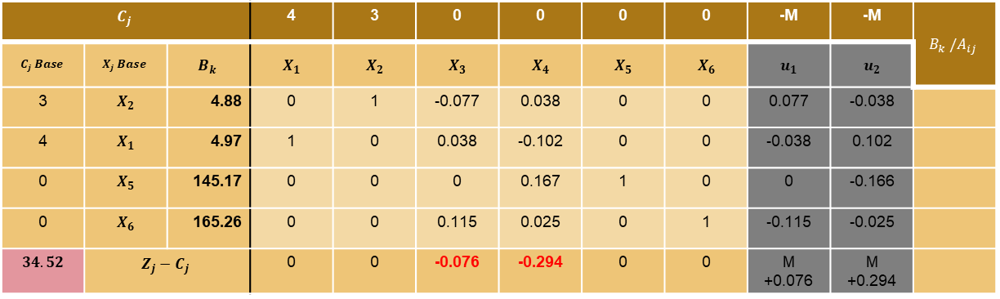 C_j 4 3 0 0 0 0 -M -M B_k /A_ij
C_j Base X_j Base B_k X_1 X_2 X_3 X_4 X_5 X_6 u_1 u_2
3 X_2 4.88 0 1 -0.077 0.038 0 0 0.077 -0.038
4 X_1 4.97 1 0 0.038 -0.102 0 0 -0.038 0.102
0 X_5 145.17 0 0 0 0.167 1 0 0 -0.166
0 X_6 165.26 0 0 0.115 0.025 0 1 -0.115 -0.025
34.52 Z_j − C_j 0 0 -0.076 -0.294 0 0 M +0.076 M +0.294